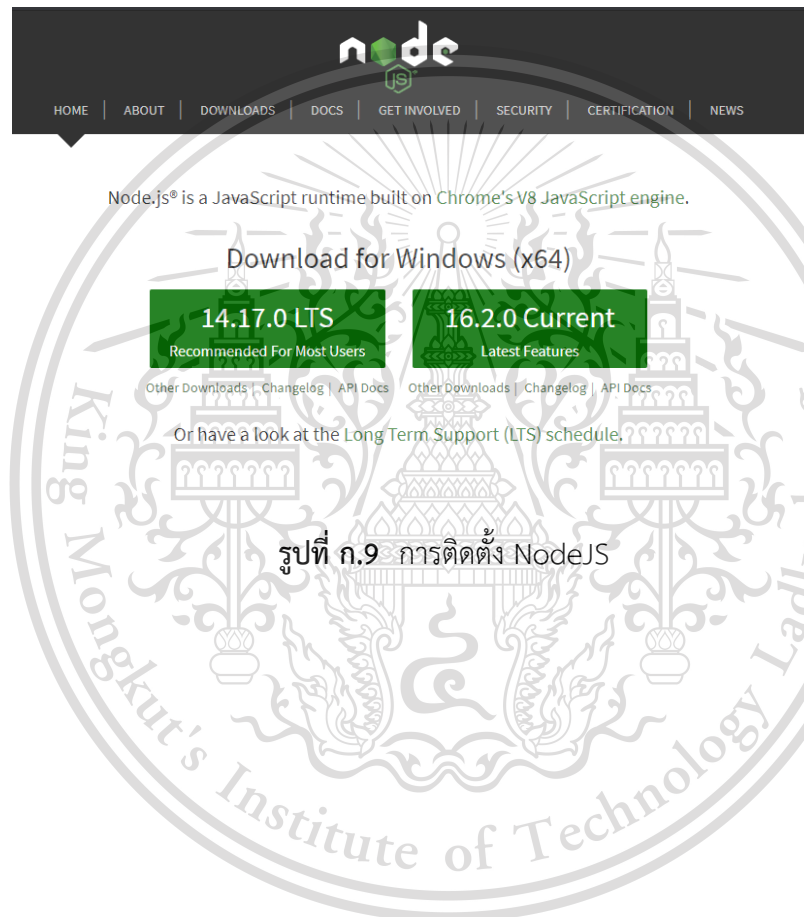 node
JS
HOME | ABOUT | DOWNLOADS | DOCS | GET INVOLVED | SECURITY | CERTIFICATION | NEWS
Node.js® is a JavaScript runtime built on Chrome's V8 JavaScript engine.
Download for Windows (x64)
14.17.0 LTS
Recommended For Most Users
16.2.0 Current
Latest Features
Other Downloads | Changelog | API Docs
Other Downloads | Changelog | API Docs
Or have a look at the Long Term Support (LTS) schedule.
รูปที่ ก.9 การติดตั้ง NodeJS
King Mongkut's Institute of Technology